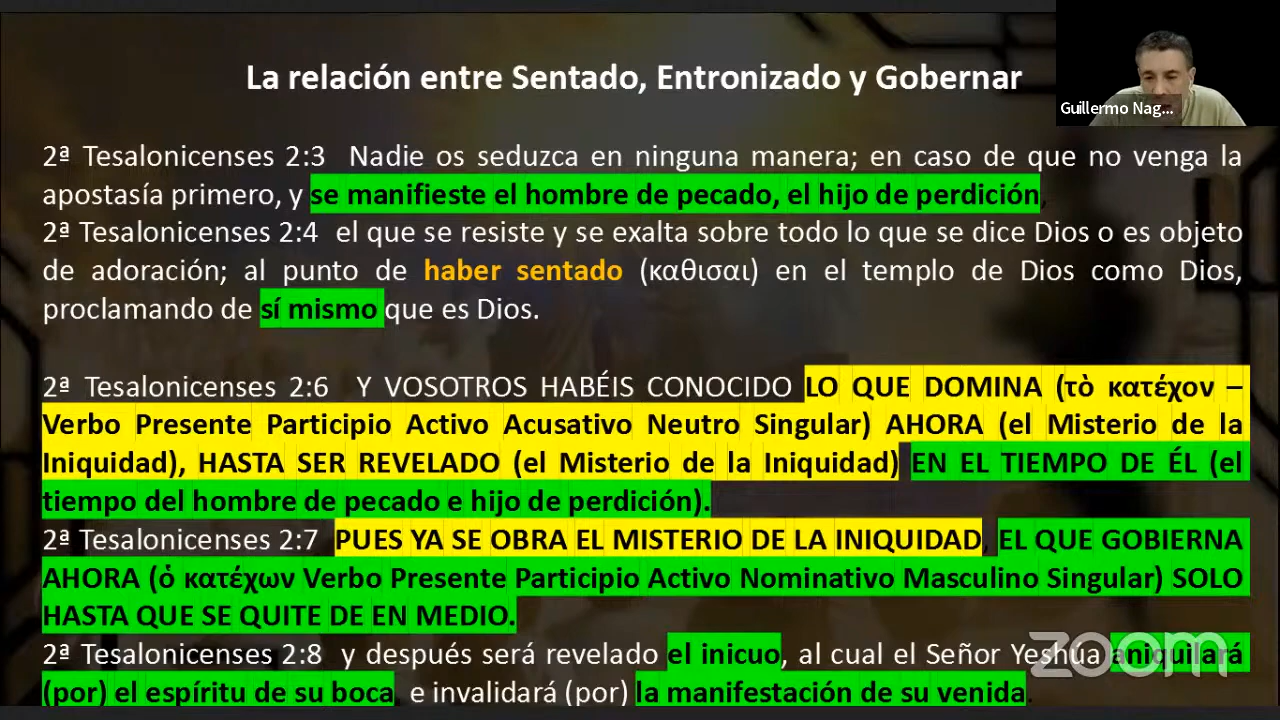 La relación entre Sentado, Entronizado y Gobernar
Guillermo Nag...
2ª Tesalonicenses 2:3 Nadie os seduzca en ninguna manera; en caso de que no venga la
apostasía primero, y se manifieste el hombre de pecado, el hijo de perdición,
2ª Tesalonicenses 2:4 el que se resiste y se exalta sobre todo lo que se dice Dios o es objeto
de adoración; al punto de haber sentado (καθισαι) en el templo de Dios como Dios,
proclamando de sí mismo que es Dios.
2ª Tesalonicenses 2:6 Y VOSOTROS HABÉIS CONOCIDO LO QUE DOMINA (τὸ κατέχον –
Verbo Presente Participio Activo Acusativo Neutro Singular) AHORA (el Misterio de la
Iniquidad), HASTA SER REVELADO (el Misterio de la Iniquidad) EN EL TIEMPO DE ÉL (el
tiempo del hombre de pecado e hijo de perdición).
2ª Tesalonicenses 2:7 PUES YA SE OBRA EL MISTERIO DE LA INIQUIDAD, EL QUE GOBIERNA
AHORA (ὁ κατέχων Verbo Presente Participio Activo Nominativo Masculino Singular) SOLO
HASTA QUE SE QUITE DE EN MEDIO.
2ª Tesalonicenses 2:8 y después será revelado el inicuo, al cual el Señor Yeshúa aniquilará
(por) el espíritu de su boca, e invalidará (por) la manifestación de su venida.
zoom